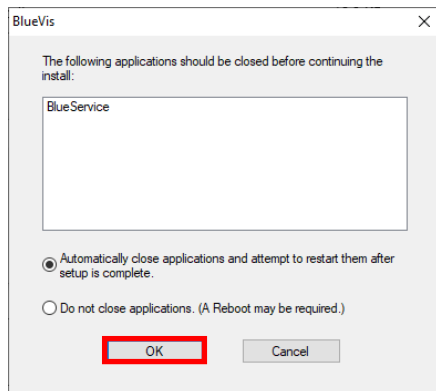 BlueVis
The following applications should be closed before continuing the
install:
BlueService
Automatically close applications and attempt to restart them after
setup is complete.
Do not close applications. (A Reboot may be required.)
OK
Cancel